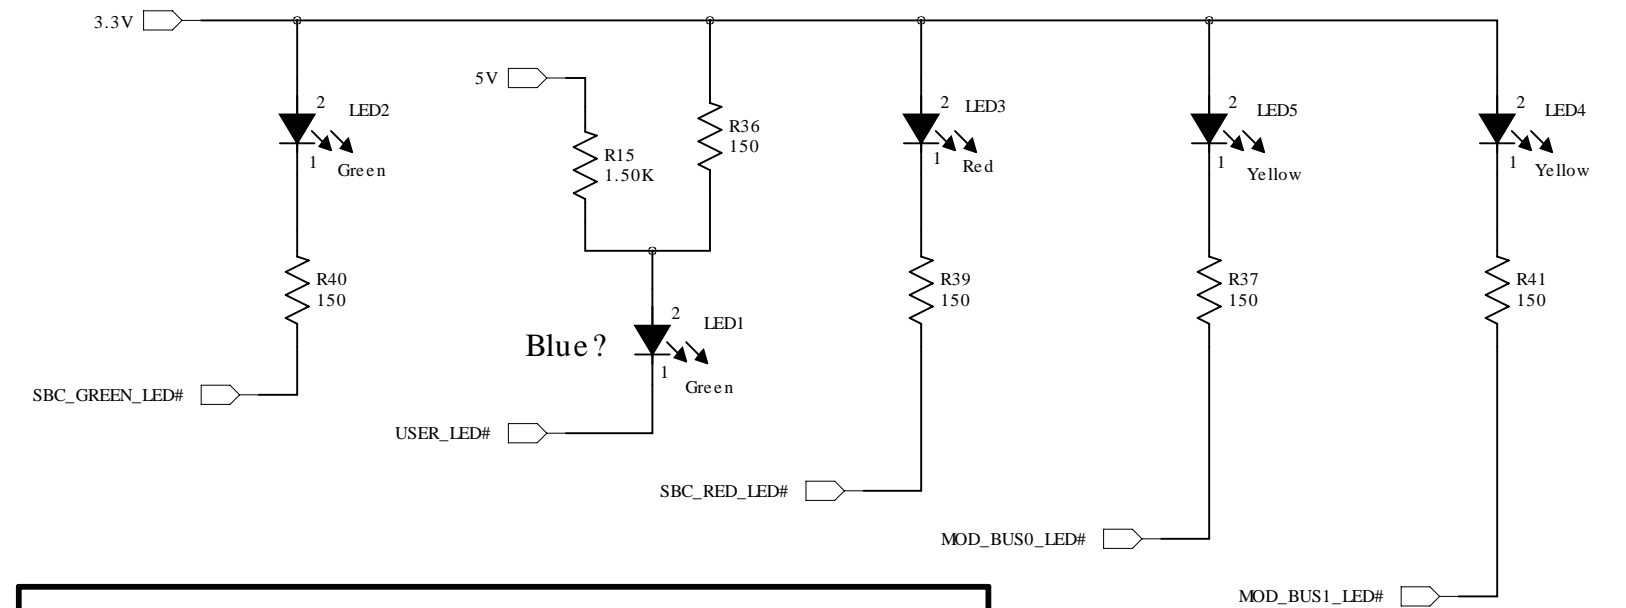 3.3V
5V
2
LED2
1
Green
R15
1.50K
R36
150
2
LED3
1
Red
2
LED5
1
Yellow
2
LED4
1
Yellow
R40
150
R39
150
R37
150
R41
150
Blue?
2
LED1
1
Green
SBC_GREEN_LED#
USER_LED#
SBC_RED_LED#
MOD_BUS0_LED#
MOD_BUS1_LED#